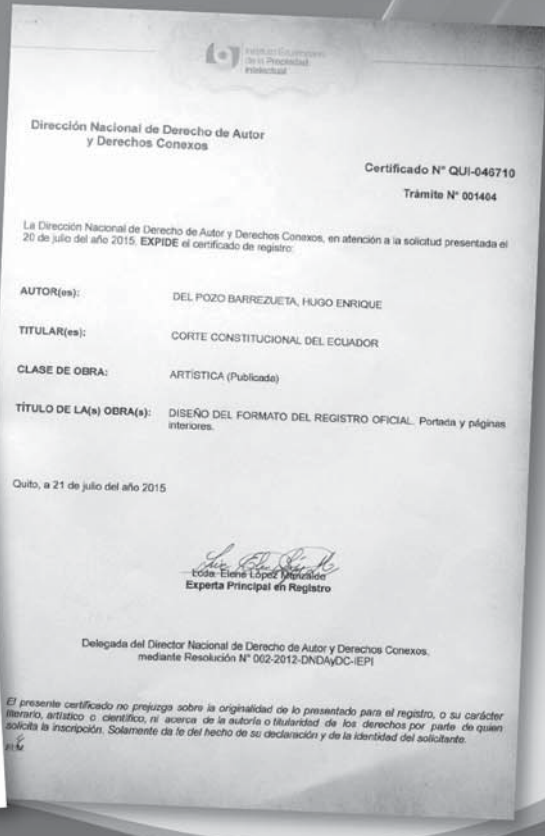 Instituto Ecuatoriano
de la Propiedad
Intelectual
Dirección Nacional de Derecho de Autor
y Derechos Conexos
Certificado N° QUI-046710
Trámite N° 001404
La Dirección Nacional de Derecho de Autor y Derechos Conexos, en atención a la solicitud presentada el
20 de julio del año 2015, EXPIDE el certificado de registro:
AUTOR(es): DEL POZO BARREZUETA, HUGO ENRIQUE
TITULAR(es): CORTE CONSTITUCIONAL DEL ECUADOR
CLASE DE OBRA: ARTÍSTICA (Publicada)
TÍTULO DE LA(s) OBRA(s): DISEÑO DEL FORMATO DEL REGISTRO OFICIAL. Portada y páginas
interiores.
Quito, a 21 de julio del año 2015
Elena López
Experta Principal en Registro
Delegada del Director Nacional de Derecho de Autor y Derechos Conexos,
mediante Resolución N° 002-2012-DNDAyDC-IEPI
El presente certificado no prejuzga sobre la originalidad de lo presentado para el registro, o su carácter
literario, artístico o científico, ni acerca de la autoría o titularidad de los derechos por parte de quien
solicita la inscripción. Solamente da fe del hecho de su declaración y de la identidad del solicitante.